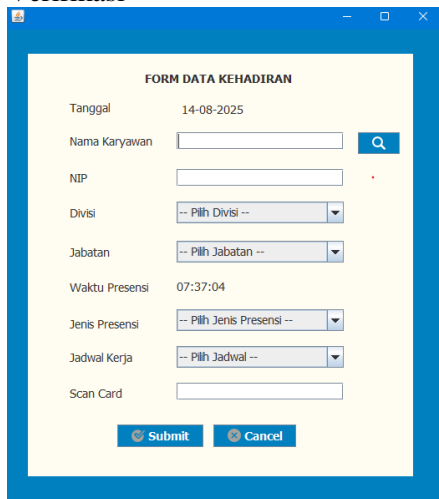 FORM DATA KEHADIRAN
Tanggal 14-08-2025
Nama Karyawan
NIP
Divisi -- Pilih Divisi --
Jabatan -- Pilih Jabatan --
Waktu Presensi 07:37:04
Jenis Presensi -- Pilih Jenis Presensi --
Jadwal Kerja -- Pilih Jadwal --
Scan Card
Submit Cancel